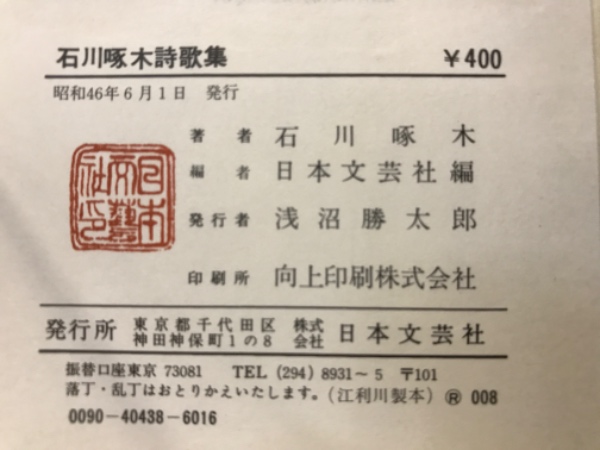 石川啄木詩歌集 ￥400
昭和46年6月1日 発行
著者 石川啄木
編者 日本文芸社編
発行者 浅沼勝太郎
印刷所 向上印刷株式会社
日本文藝社印
発行所 東京都千代田区神田神保町1の8 株式会社 日本文芸社
振替口座東京 73081 TEL (294) 8931〜5 〒101
落丁・乱丁はおとりかえいたします。(江利川製本) Ⓡ 008
0090-40438-6016